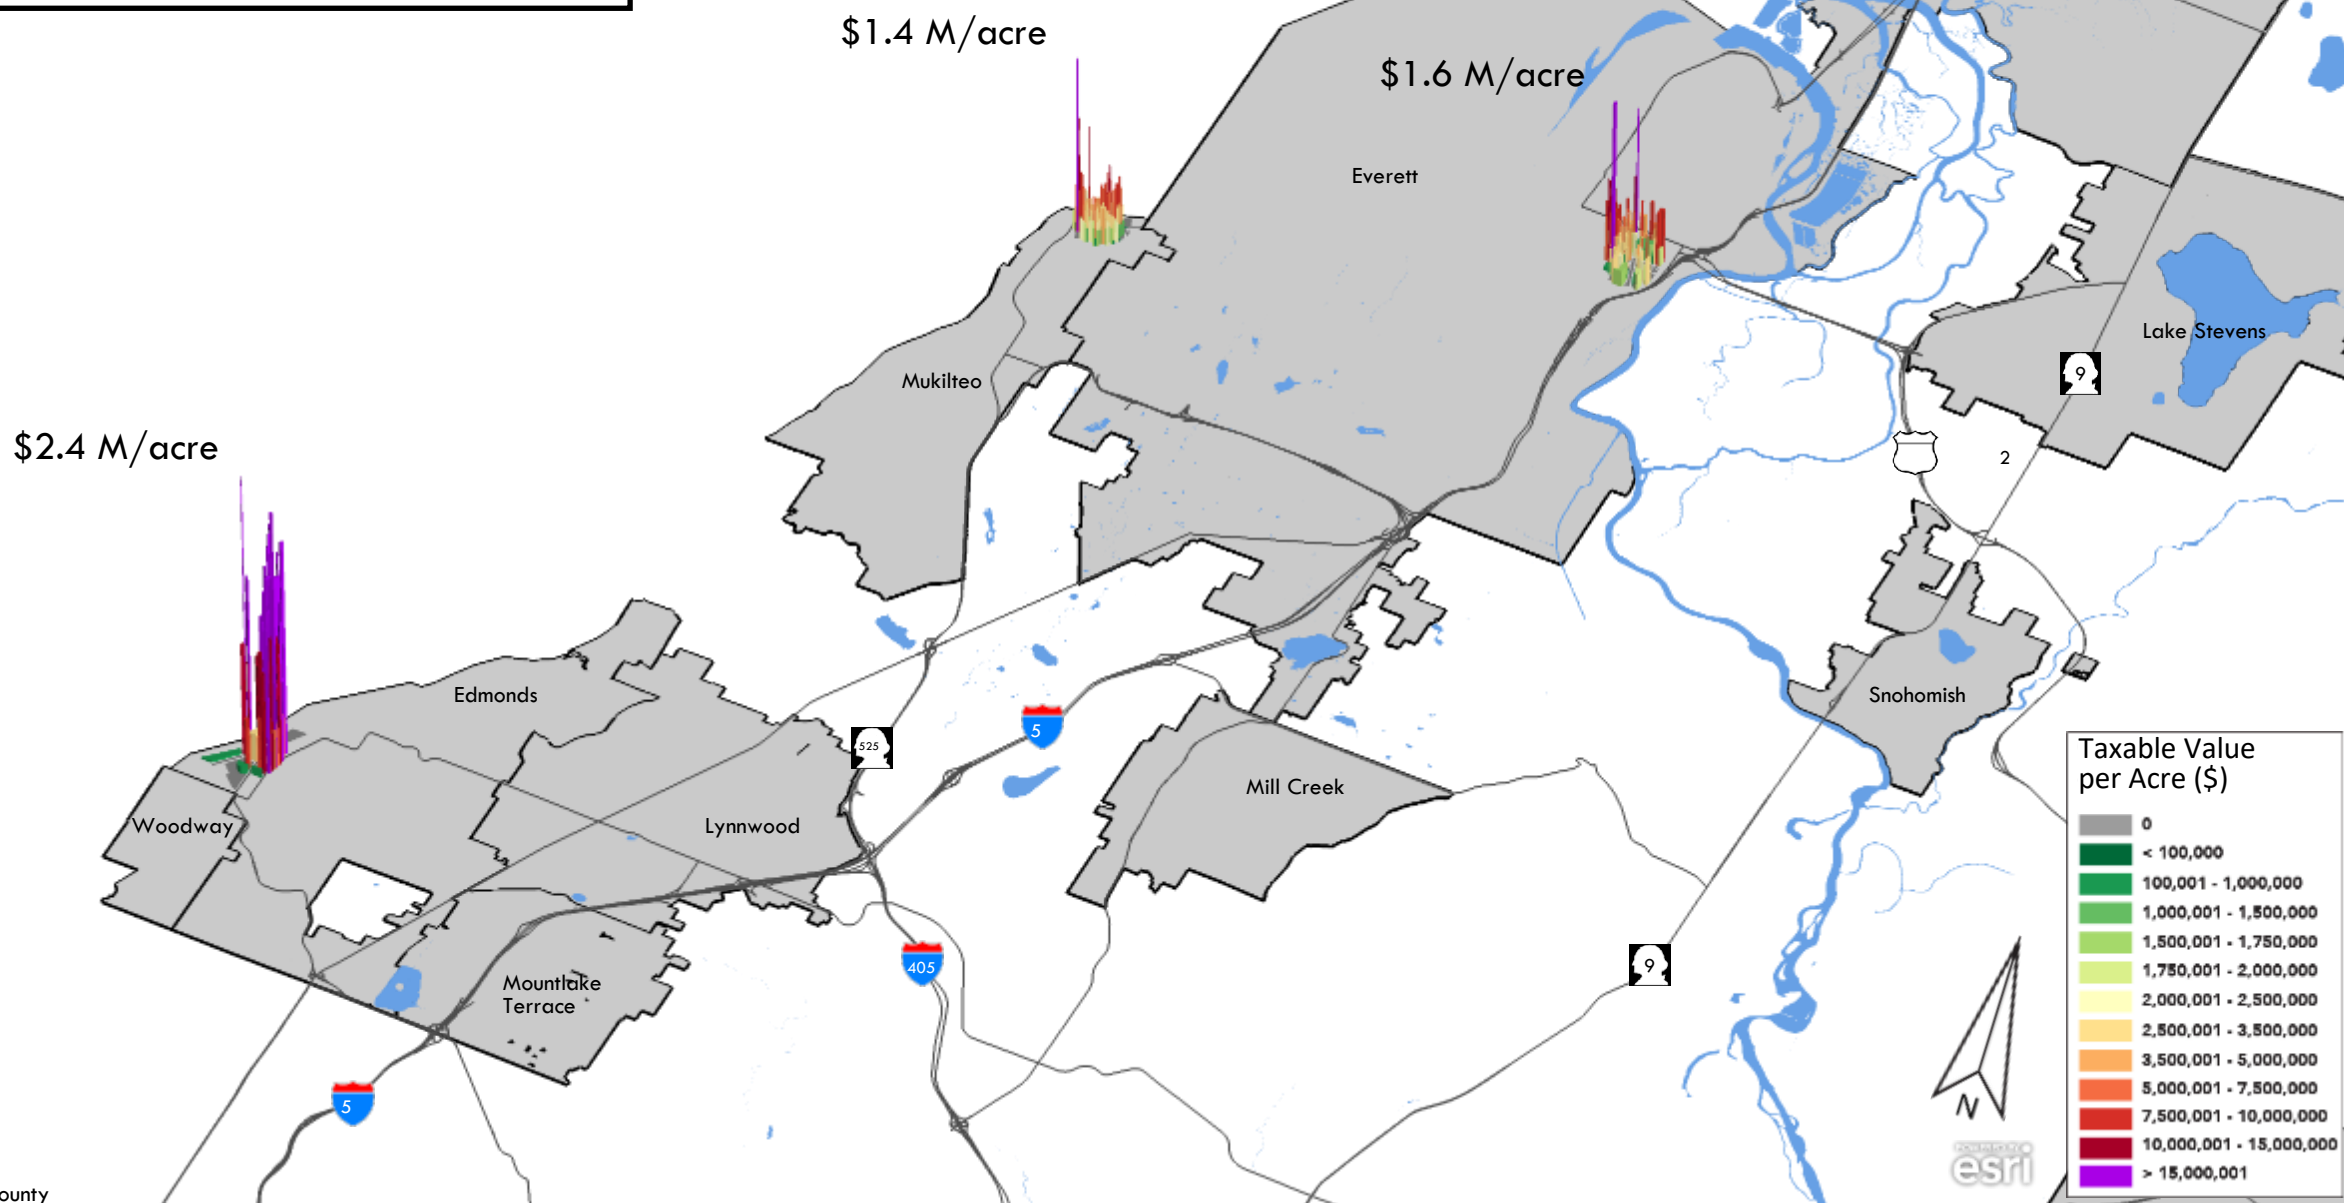 $1.4 M/acre
$1.6 M/acre
Everett
Lake Stevens
9
Mukilteo
$2.4 M/acre
2
Edmonds
Snohomish
5
525
Mill Creek
Woodway
Lynnwood
405
9
Mountlake
Terrace
5
Taxable Value
per Acre ($)
0
< 100,000
100,001 - 1,000,000
1,000,001 - 1,500,000
1,500,001 - 1,750,000
1,750,001 - 2,000,000
2,000,001 - 2,500,000
2,500,001 - 3,500,000
3,500,001 - 5,000,000
5,000,001 - 7,500,000
7,500,001 - 10,000,000
10,000,001 - 15,000,000
> 15,000,001
N
esri
ounty